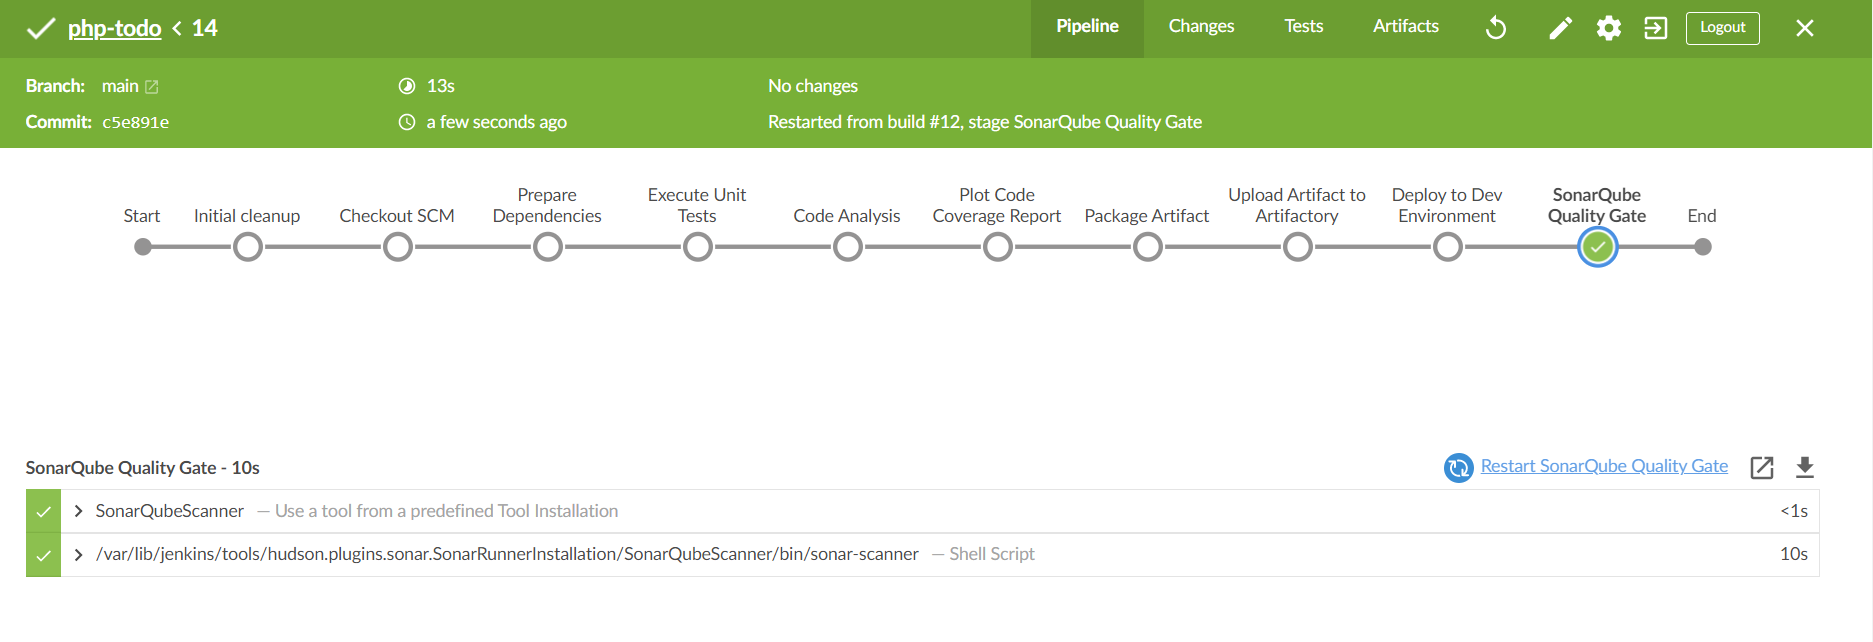 php-todo < 14
Pipeline
Changes
Tests
Artifacts
Logout
Branch: main
13s
No changes
Commit: c5e891e
a few seconds ago
Restarted from build #12, stage SonarQube Quality Gate
Start
Initial cleanup
Checkout SCM
Prepare
Dependencies
Execute Unit
Tests
Code Analysis
Plot Code
Coverage Report
Package Artifact
Upload Artifact to
Artifactory
Deploy to Dev
Environment
SonarQube
Quality Gate
End
SonarQube Quality Gate - 10s
Restart SonarQube Quality Gate
SonarQubeScanner — Use a tool from a predefined Tool Installation
<1s
/var/lib/jenkins/tools/hudson.plugins.sonar.SonarRunnerInstallation/SonarQubeScanner/bin/sonar-scanner — Shell Script
10s